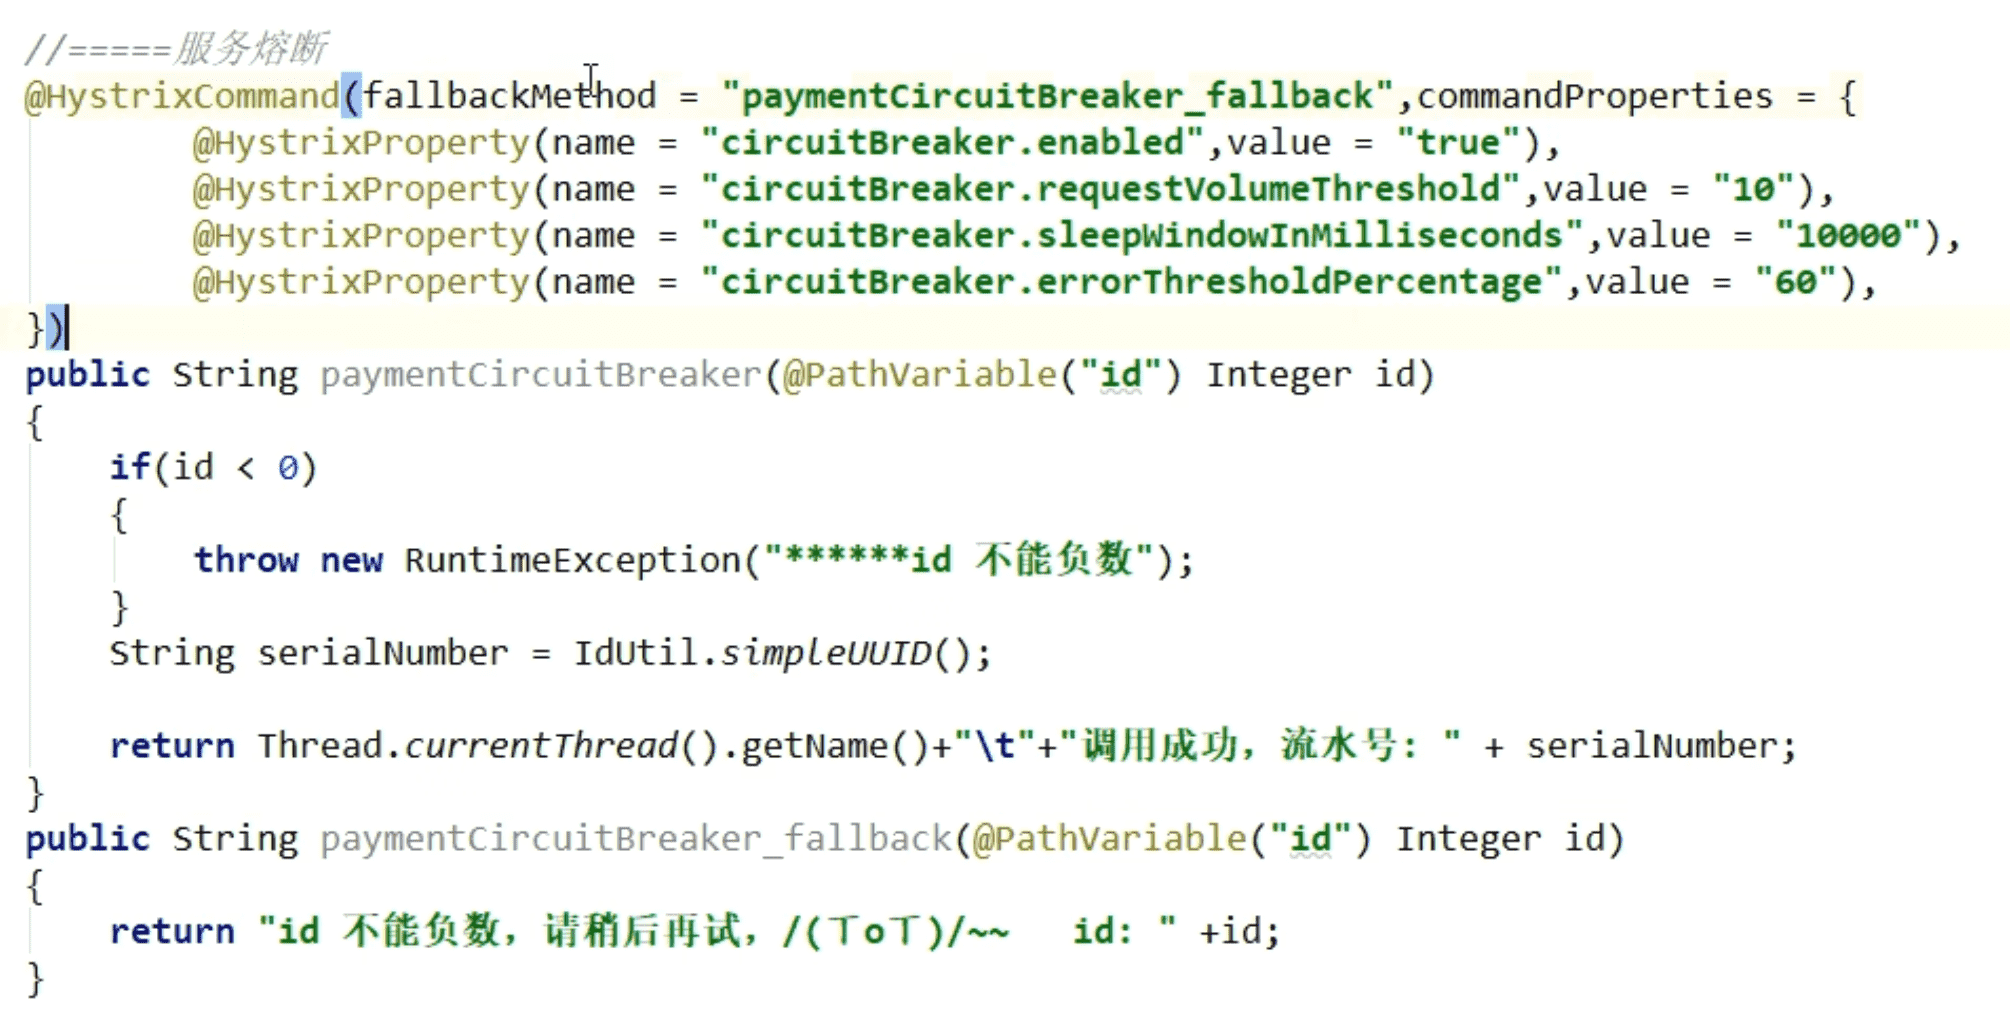 //=====服务熔断
@HystrixCommand(fallbackMethod = "paymentCircuitBreaker_fallback",commandProperties = {
        @HystrixProperty(name = "circuitBreaker.enabled",value = "true"),
        @HystrixProperty(name = "circuitBreaker.requestVolumeThreshold",value = "10"),
        @HystrixProperty(name = "circuitBreaker.sleepWindowInMilliseconds",value = "10000"),
        @HystrixProperty(name = "circuitBreaker.errorThresholdPercentage",value = "60"),
})
public String paymentCircuitBreaker(@PathVariable("id") Integer id)
{
    if(id < 0)
    {
        throw new RuntimeException("******id 不能负数");
    }
    String serialNumber = IdUtil.simpleUUID();

    return Thread.currentThread().getName()+"\t"+"调用成功，流水号：" + serialNumber;
}
public String paymentCircuitBreaker_fallback(@PathVariable("id") Integer id)
{
    return "id 不能负数，请稍后再试，/(ㄒoㄒ)/~~   id: " +id;
}